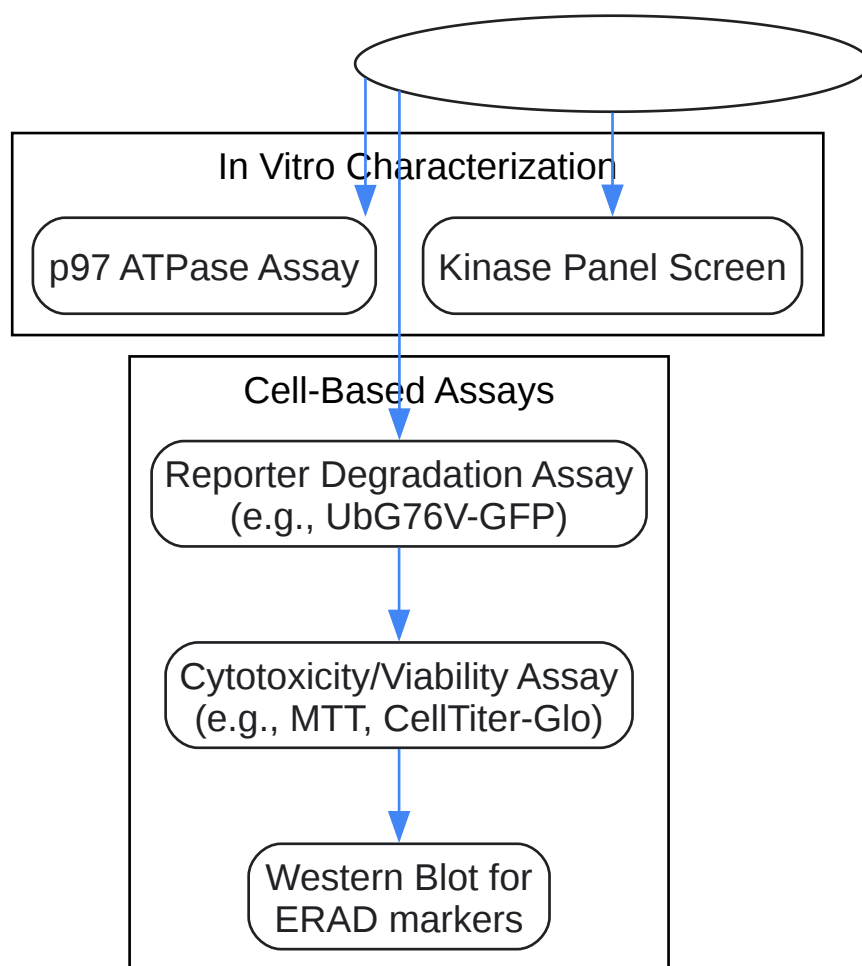 In Vitro Characterization
p97 ATPase Assay
Kinase Panel Screen
Cell-Based Assays
Reporter Degradation Assay
(e.g., UbG76V-GFP)
Cytotoxicity/Viability Assay
(e.g., MTT, CellTiter-Glo)
Western Blot for
ERAD markers